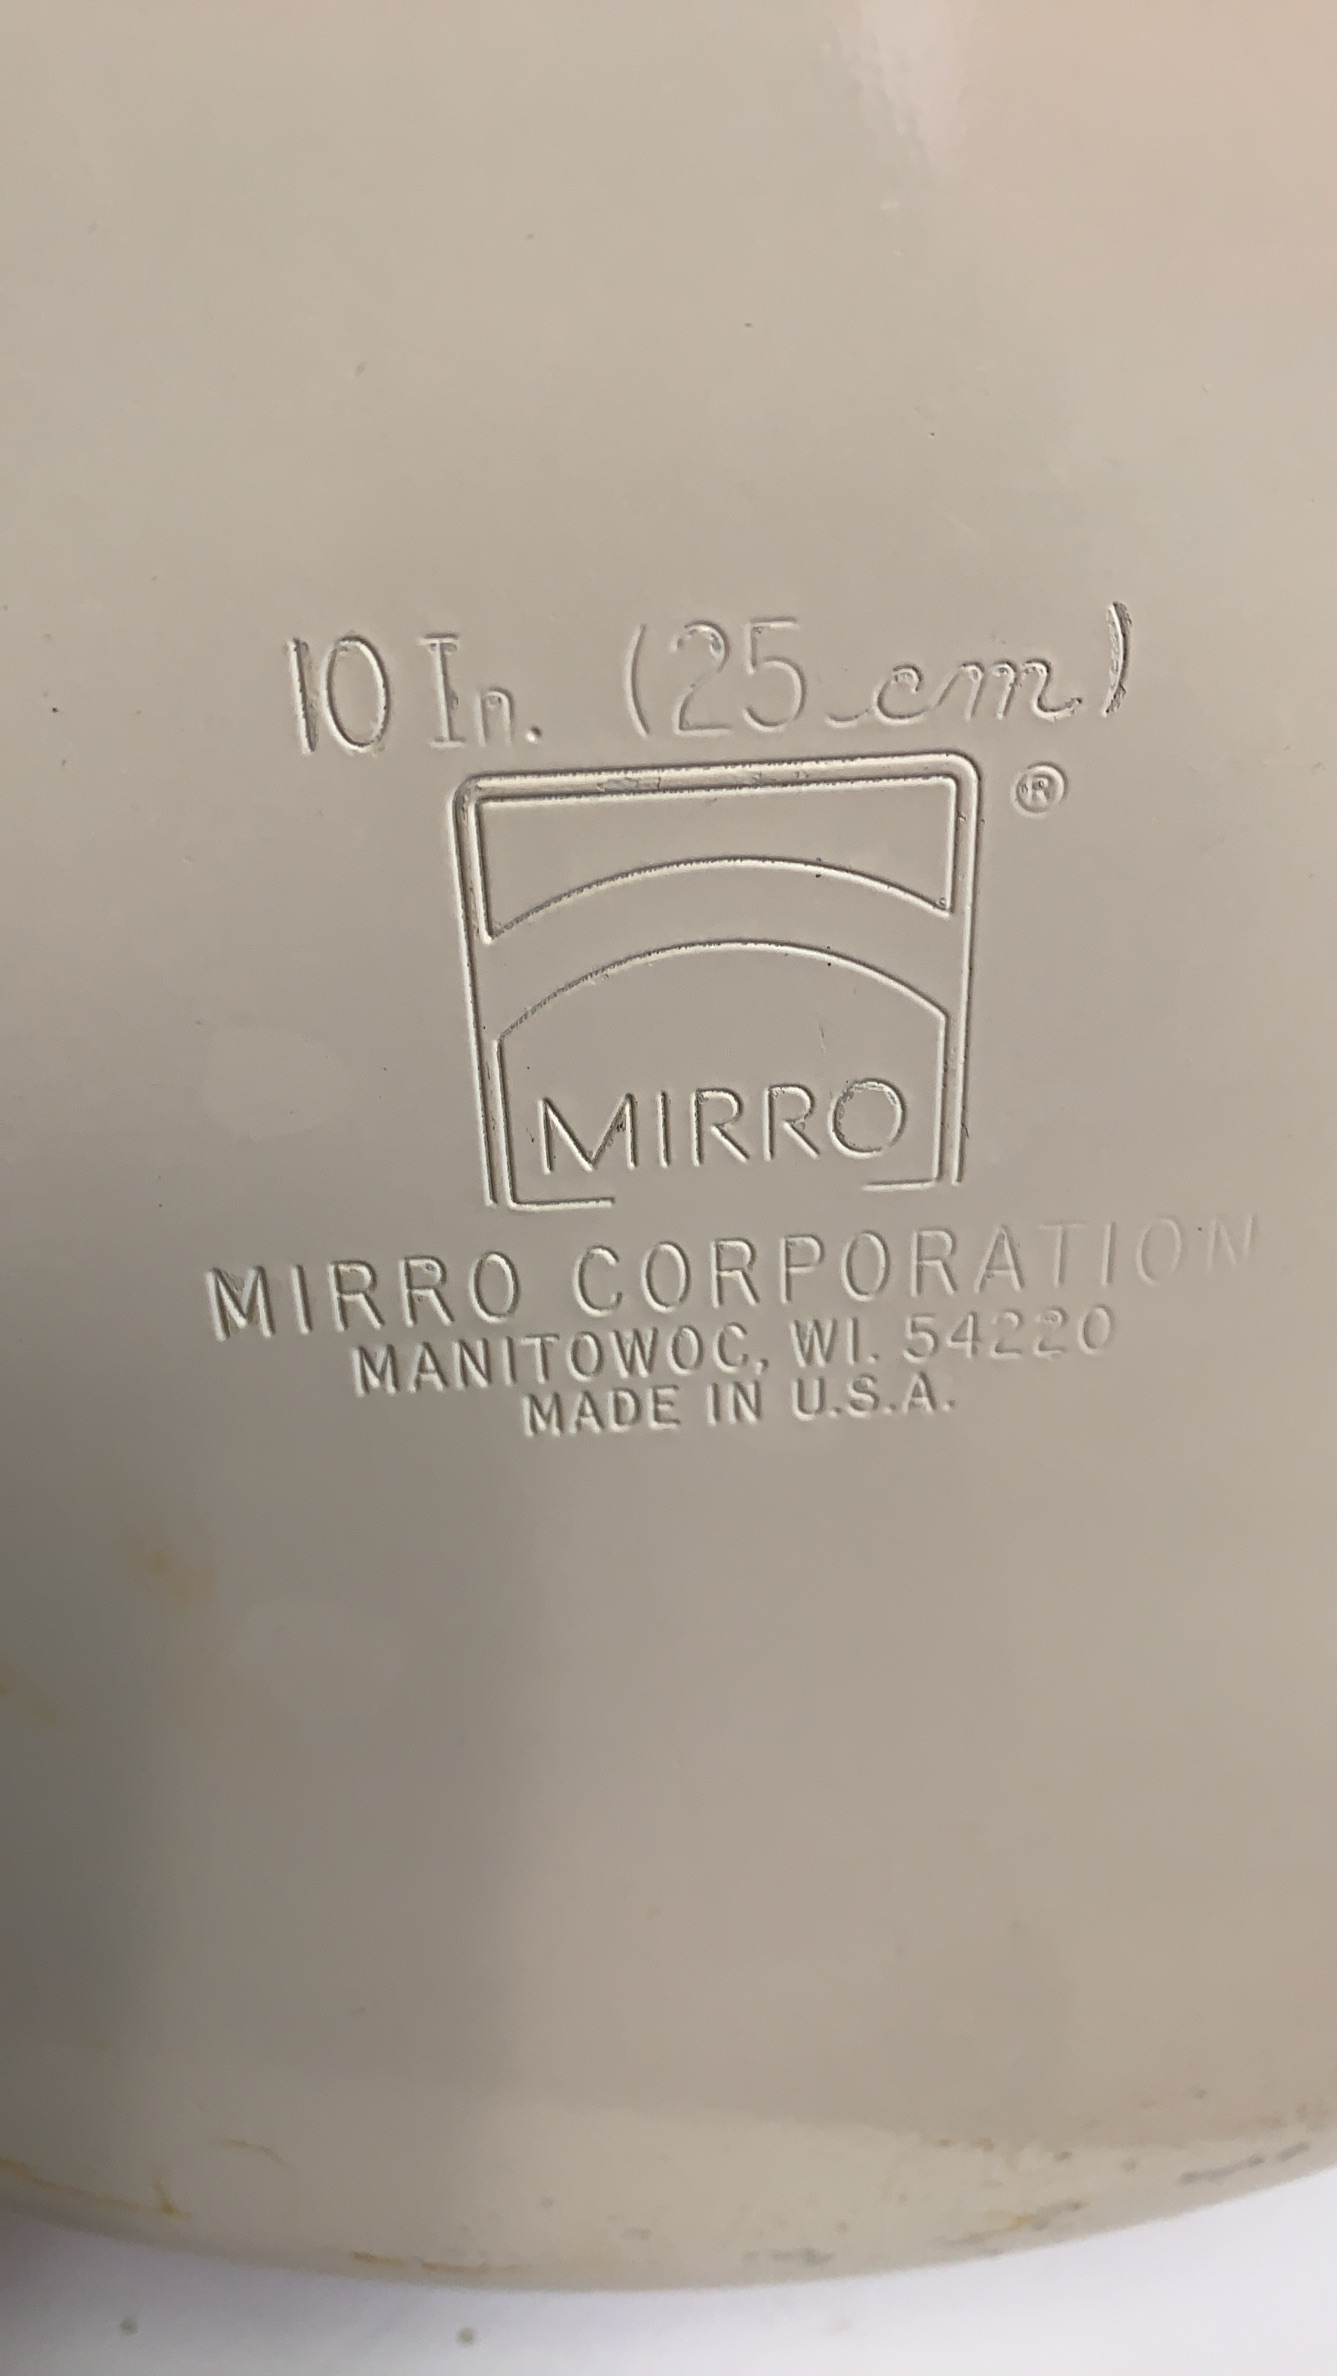 10 In. (25 cm)
®
MIRRO
MIRRO CORPORATION
MANITOWOC, WI. 54220
MADE IN U.S.A.